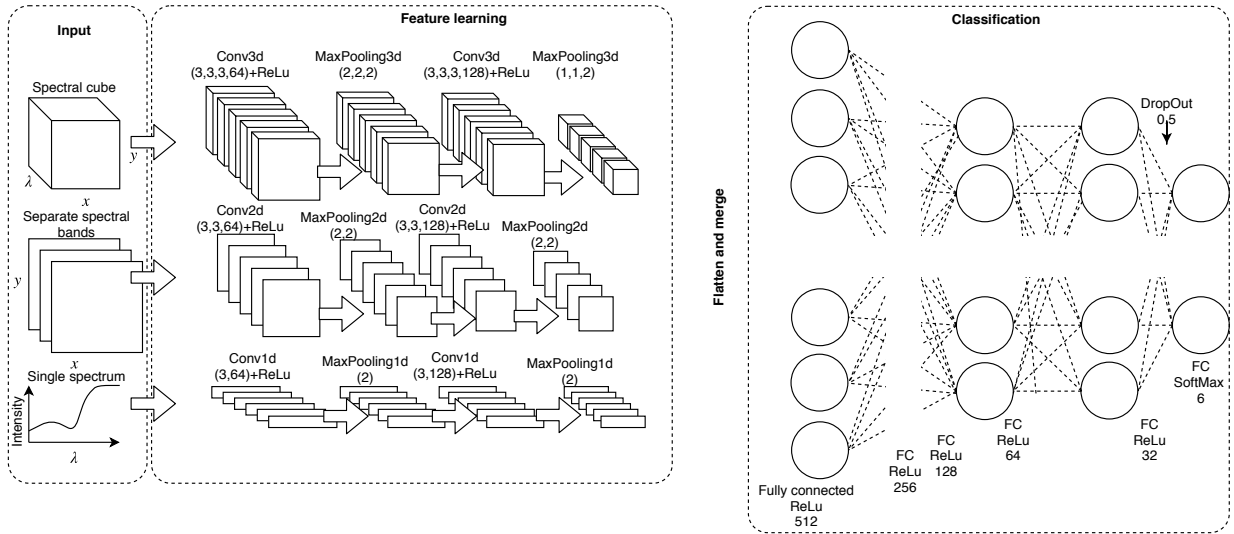 Input
Spectral cube
λ
y
x
Separate spectral
bands
y
x
Single spectrum
Intensity
λ
Feature learning
Conv3d
(3,3,3,64)+ReLu
MaxPooling3d
(2,2,2)
Conv3d
(3,3,3,128)+ReLu
MaxPooling3d
(1,1,2)
Conv2d
(3,3,64)+ReLu
MaxPooling2d
(2,2)
Conv2d
(3,3,128)+ReLu
MaxPooling2d
(2,2)
Conv1d
(3,64)+ReLu
MaxPooling1d
(2)
Conv1d
(3,128)+ReLu
MaxPooling1d
(2)
Flatten and merge
Classification
DropOut
0.5
Fully connected
ReLu
512
FC
ReLu
256
FC
ReLu
128
FC
ReLu
64
FC
ReLu
32
FC
SoftMax
6